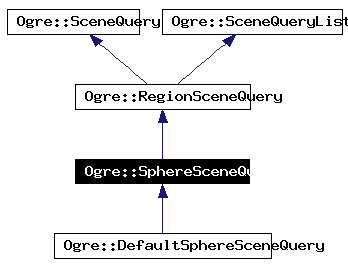 Ogre::SceneQuery
Ogre::SceneQueryList
Ogre::RegionSceneQuery
Ogre::SphereSceneQu
Ogre::DefaultSphereSceneQuery